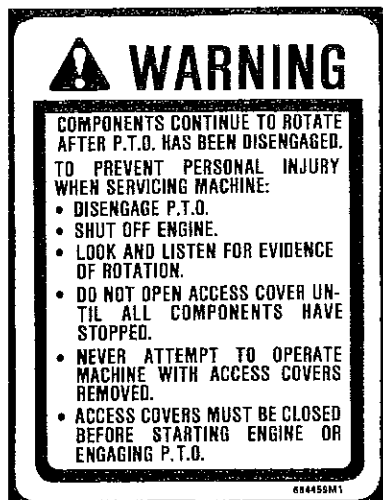 WARNING
COMPONENTS CONTINUE TO ROTATE
AFTER P.T.O. HAS BEEN DISENGAGED.
TO PREVENT PERSONAL INJURY
WHEN SERVICING MACHINE:
• DISENGAGE P.T.O.
• SHUT OFF ENGINE.
• LOOK AND LISTEN FOR EVIDENCE
OF ROTATION.
• DO NOT OPEN ACCESS COVER UN-
TIL ALL COMPONENTS HAVE
STOPPED.
• NEVER ATTEMPT TO OPERATE
MACHINE WITH ACCESS COVERS
REMOVED.
• ACCESS COVERS MUST BE CLOSED
BEFORE STARTING ENGINE OR
ENGAGING P.T.O.
684459M1